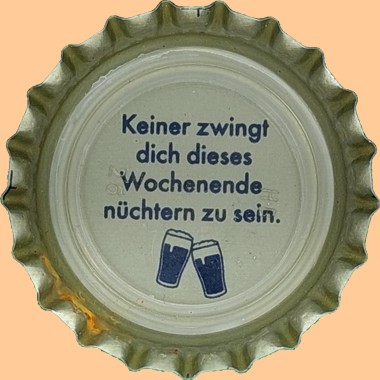 Keiner zwingt
dich dieses
Wochenende
nüchtern zu sein.